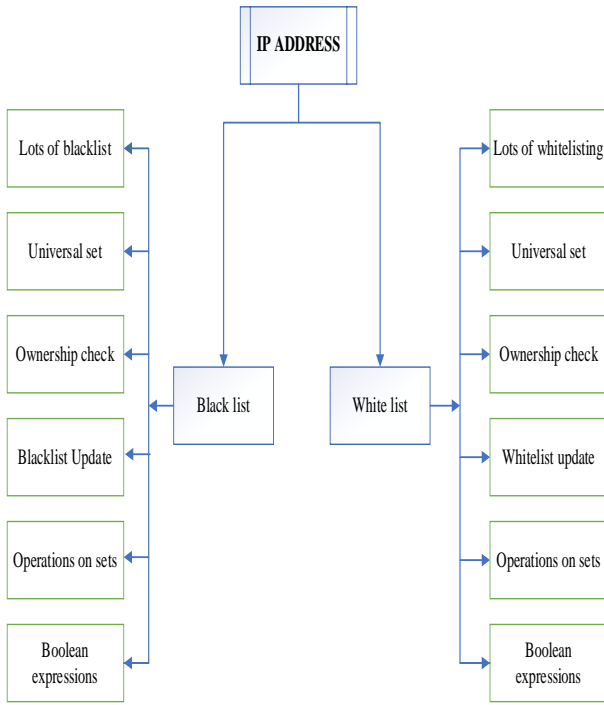 IP ADDRESS
Lots of blacklist
Universal set
Ownership check
Blacklist Update
Operations on sets
Boolean
expressions
Black list
White list
Lots of whitelisting
Universal set
Ownership check
Whitelist update
Operations on sets
Boolean
expressions